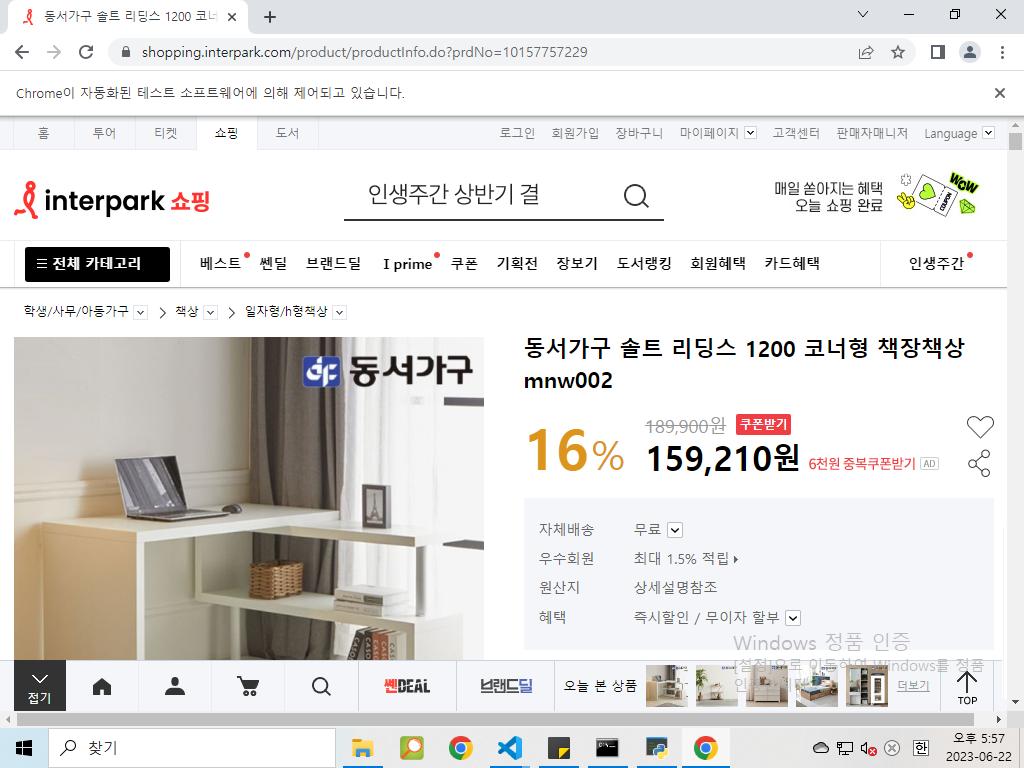 동서가구 솔트 리딩스 1200 코너
shopping.interpark.com/product/productInfo.do?prdNo=10157757229
Chrome이 자동화된 테스트 소프트웨어에 의해 제어되고 있습니다.
홈 투어 티켓 쇼핑 도서 로그인 회원가입 장바구니 마이페이지 고객센터 판매자매니저 Language
interpark 쇼핑
인생주간 상반기 결
매일 쏟아지는 혜택
오늘 쇼핑 완료
WOW
COUPON
전체 카테고리 베스트 쎈딜 브랜드딜 I prime 쿠폰 기획전 장보기 도서랭킹 회원혜택 카드혜택 인생주간
학생/사무/아동가구 책상 일자형/h형책상
동서가구
동서가구 솔트 리딩스 1200 코너형 책장책상
mnw002
16% 189,900원 쿠폰받기
159,210원 6천원 중복쿠폰받기 AD
자체배송 무료
우수회원 최대 1.5% 적립
원산지 상세설명참조
혜택 즉시할인 / 무이자 할부
Windows 정품 인증
[설정]으로 이동하여 Windows를 정품
접기 쎈DEAL 브랜드딜 오늘 본 상품 더보기 TOP
찾기
한
오후 5:57
2023-06-22